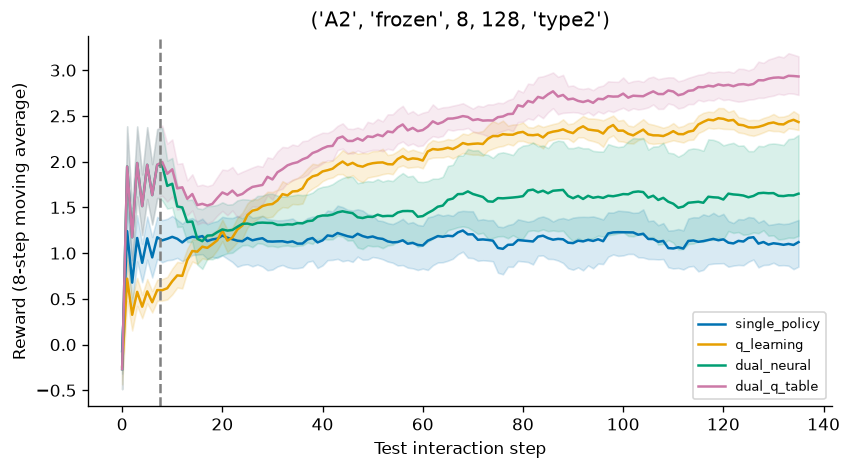 ('A2', 'frozen', 8, 128, 'type2')
Reward (8-step moving average)
3.0
2.5
2.0
1.5
1.0
0.5
0.0
−0.5
0
20
40
60
80
100
120
140
Test interaction step
single_policy
q_learning
dual_neural
dual_q_table